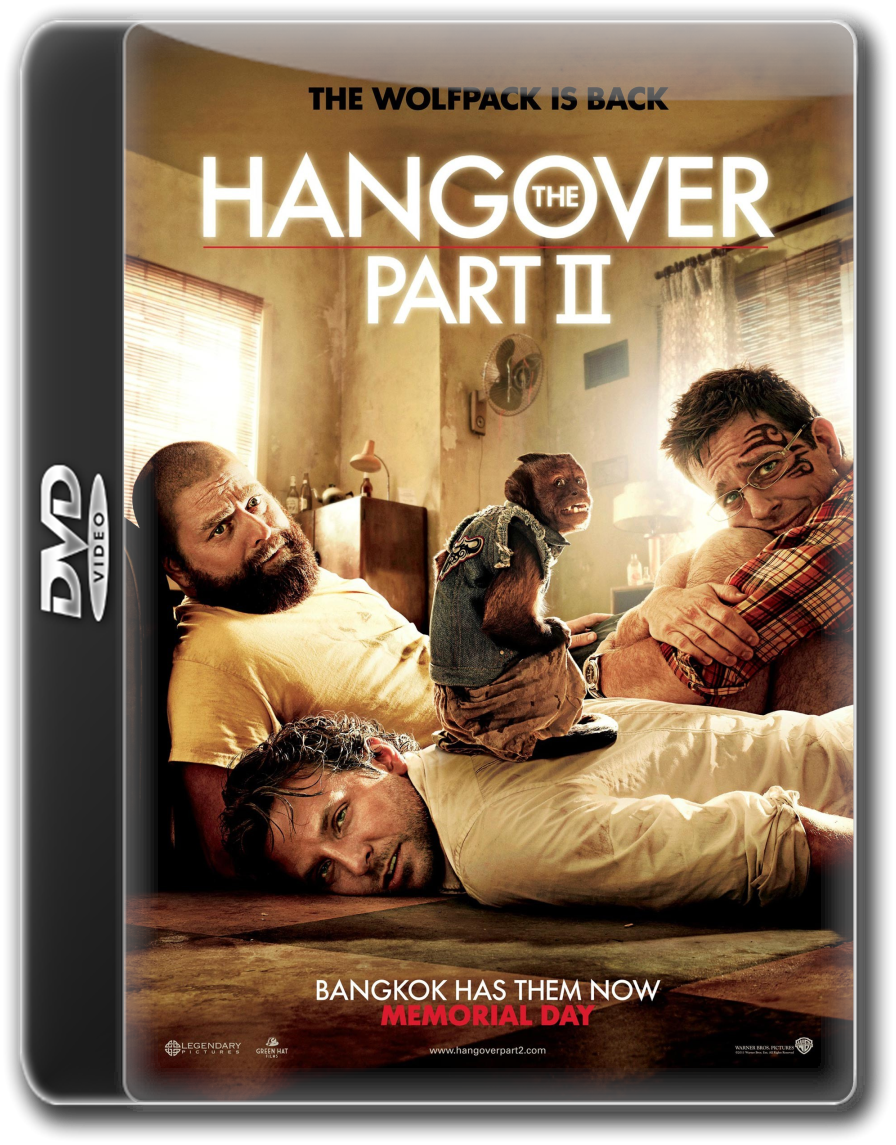 THE WOLFPACK IS BACK
THE
HANGOVER
PART II
DVD
VIDEO
BANGKOK HAS THEM NOW
MEMORIAL DAY
LEGENDARY
PICTURES
GREEN HAT
FILMS
www.hangoverpart2.com
WARNER BROS. PICTURES